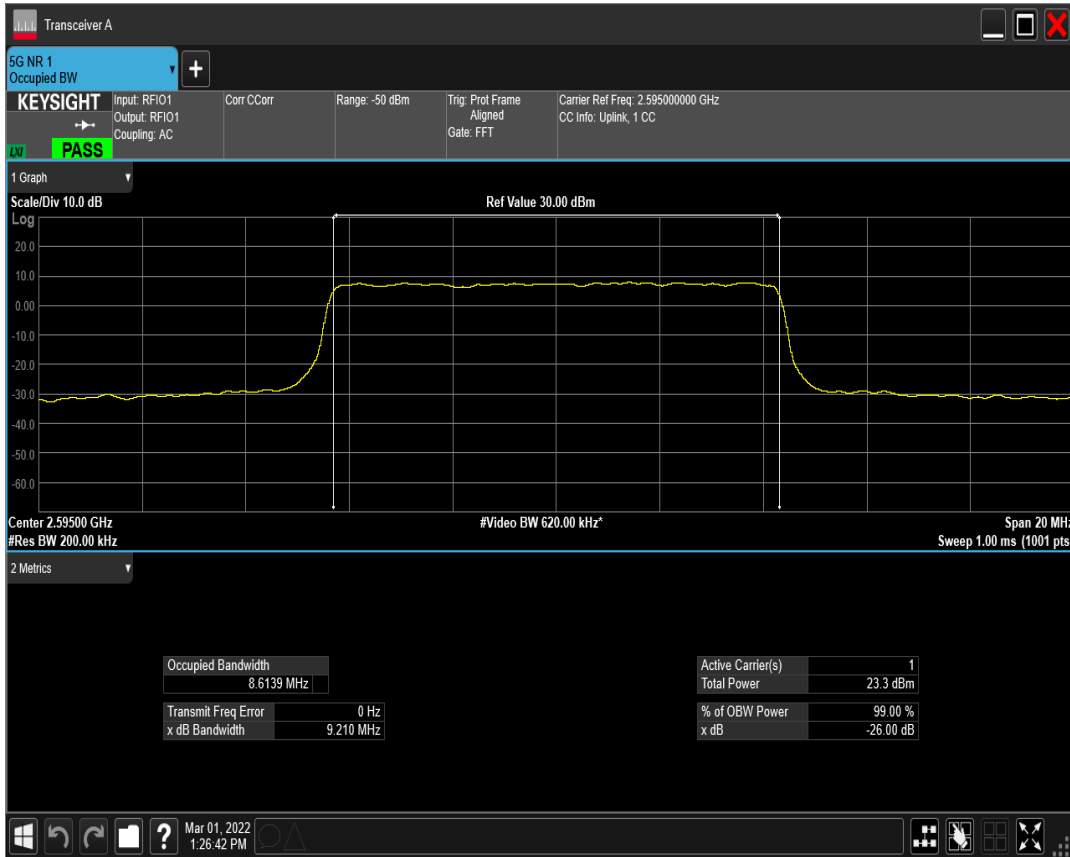 Transceiver A
5G NR 1
Occupied BW
+
KEYSIGHT
LXI
PASS
Input: RFIO1
Output: RFIO1
Coupling: AC
Corr CCorr
Range: -50 dBm
Trig: Prot Frame
Aligned
Gate: FFT
Carrier Ref Freq: 2.595000000 GHz
CC Info: Uplink, 1 CC
1 Graph
Scale/Div 10.0 dB
Ref Value 30.00 dBm
Log
20.0
10.0
0.00
-10.0
-20.0
-30.0
-40.0
-50.0
-60.0
Center 2.59500 GHz
#Video BW 620.00 kHz*
Span 20 MHz
#Res BW 200.00 kHz
Sweep 1.00 ms (1001 pts
2 Metrics
Occupied Bandwidth
8.6139 MHz
Transmit Freq Error 0 Hz
x dB Bandwidth 9.210 MHz
Active Carrier(s) 1
Total Power 23.3 dBm
% of OBW Power 99.00 %
x dB -26.00 dB
?
Mar 01, 2022
1:26:42 PM